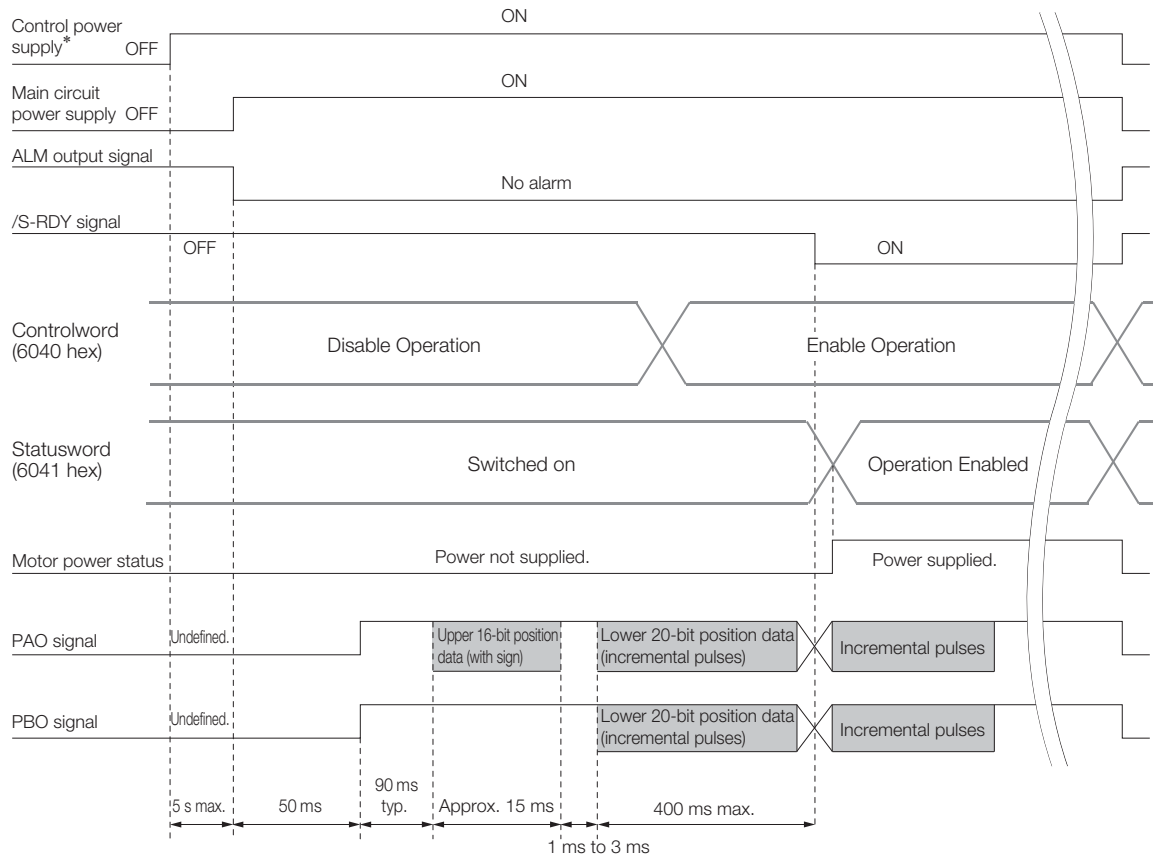 Control power
supply*
OFF
ON
Main circuit
power supply OFF
ON
ALM output signal
No alarm
/S-RDY signal
OFF
ON
Controlword
(6040 hex)
Disable Operation
Enable Operation
Statusword
(6041 hex)
Switched on
Operation Enabled
Motor power status
Power not supplied.
Power supplied.
PAO signal
Undefined.
Upper 16-bit position
data (with sign)
Lower 20-bit position data
(incremental pulses)
Incremental pulses
PBO signal
Undefined.
Lower 20-bit position data
(incremental pulses)
Incremental pulses
5 s max.
50 ms
90 ms
typ.
Approx. 15 ms
1 ms to 3 ms
400 ms max.